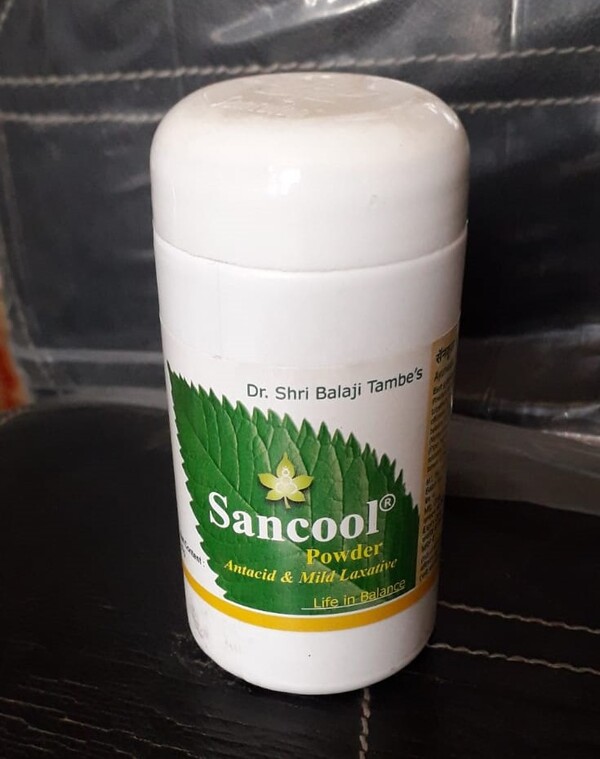 Dr. Shri Balaji Tambe's
Sancool®
Powder
Antacid & Mild Laxative
Life in Balance